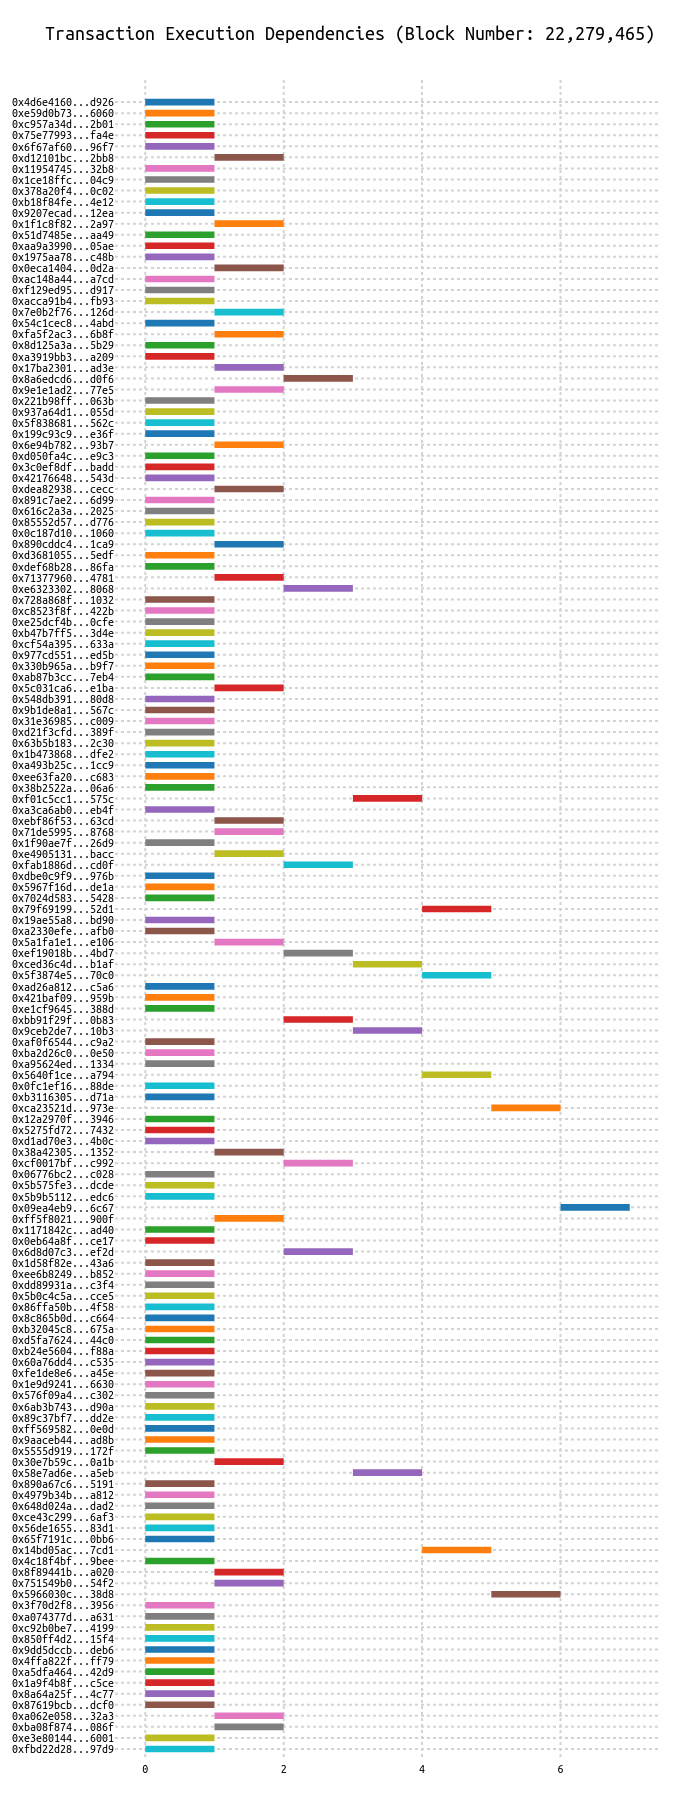 Transaction Execution Dependencies (Block Number: 22,279,465)
0x4d6e4160...d926
0xe59d0b73...6060
0xc957a34d...2b01
0x75e77993...fa4e
0x6f67af60...96f7
0xd12101bc...2bb8
0x11954745...32b8
0x1ce18ffc...04c9
0x378a20f4...0c02
0xb18f84fe...4e12
0x9207ecad...12ea
0x1f1c8f82...2a97
0x51d7485e...aa49
0xaa9a3990...05ae
0x1975aa78...c48b
0x0eca1404...0d2a
0xac148a44...a7cd
0xf129ed95...d917
0xacca91b4...fb93
0x7e0b2f76...126d
0x54c1cec8...4abd
0xfa5f2ac3...6b8f
0x8d125a3a...5b29
0xa3919bb3...a209
0x17ba2301...ad3e
0x8a6edcd6...d0f6
0x9e1e1ad2...77e5
0x221b98ff...063b
0x937a64d1...055d
0x5f838681...562c
0x199c93c9...e36f
0x6e94b782...93b7
0xd050fa4c...e9c3
0x3c0ef8df...badd
0x42176648...543d
0xdea82938...cecc
0x891c7ae2...6d99
0x616c2a3a...2025
0x85552d57...d776
0x0c187d10...1060
0x890cddc4...1ca9
0xd3681055...5edf
0xdef68b28...86fa
0x71377960...4781
0xe6323302...8068
0x728a868f...1032
0xc8523f8f...422b
0xe25dcf4b...0cfe
0xb47b7ff5...3d4e
0xcf54a395...633a
0x977cd551...ed5b
0x330b965a...b9f7
0xab87b3cc...7eb4
0x5c031ca6...e1ba
0x548db391...80d8
0x9b1de8a1...567c
0x31e36985...c009
0xd21f3cfd...389f
0x63b5b183...2c30
0x1b473868...dfe2
0xa493b25c...1cc9
0xee63fa20...c683
0x38b2522a...06a6
0xf01c5cc1...575c
0xa3ca6ab0...eb4f
0xebf86f53...63cd
0x71de5995...8768
0x1f90ae7f...26d9
0xe4905131...bacc
0xfab1886d...cd0f
0xdbe0c9f9...976b
0x5967f16d...de1a
0x7024d583...5428
0x79f69199...52d1
0x19ae55a8...bd90
0xa2330efe...afb0
0x5a1fa1e1...e106
0xef19018b...4bd7
0xced36c4d...b1af
0x5f3874e5...70c0
0xad26a812...c5a6
0x421baf09...959b
0xe1cf9645...388d
0xbb91f29f...0b83
0x9ceb2de7...10b3
0xaf0f6544...c9a2
0xba2d26c0...0e50
0xa95624ed...1334
0x5640f1ce...a794
0x0fc1ef16...88de
0xb3116305...d71a
0xca23521d...973e
0x12a2970f...3946
0x5275fd72...7432
0xd1ad70e3...4b0c
0x38a42305...1352
0xcf0017bf...c992
0x06776bc2...c028
0x5b575fe3...dcde
0x5b9b5112...edc6
0x09ea4eb9...6c67
0xff5f8021...900f
0x1171842c...ad40
0x0eb64a8f...ce17
0x6d8d07c3...ef2d
0x1d58f82e...43a6
0xee6b8249...b852
0xdd89931a...c3f4
0x5b0c4c5a...cce5
0x86ffa50b...4f58
0x8c865b0d...c664
0xb32045c8...675a
0xd5fa7624...44c0
0xb24e5604...f88a
0x60a76dd4...c535
0xfe1de8e6...a45e
0x1e9d9241...6630
0x576f09a4...c302
0x6ab3b743...d90a
0x89c37bf7...dd2e
0xff569582...0e0d
0x9aaceb44...ad8b
0x5555d919...172f
0x30e7b59c...0a1b
0x58e7ad6e...a5eb
0x890a67c6...5191
0x4979b34b...a812
0x648d024a...dad2
0xce43c299...6af3
0x56de1655...83d1
0x65f7191c...0bb6
0x14bd05ac...7cd1
0x4c18f4bf...9bee
0x8f89441b...a020
0x751549b0...54f2
0x5966030c...38d8
0x3f70d2f8...3956
0xa074377d...a631
0xc92b0be7...4199
0x850ff4d2...15f4
0x9dd5dccb...deb6
0x4ffa822f...ff79
0xa5dfa464...42d9
0x1a9f4b8f...c5ce
0x8a64a25f...4c77
0x87619bcb...dcf0
0xa062e058...32a3
0xba08f874...086f
0xe3e80144...6001
0xfbd22d28...97d9
0 2 4 6